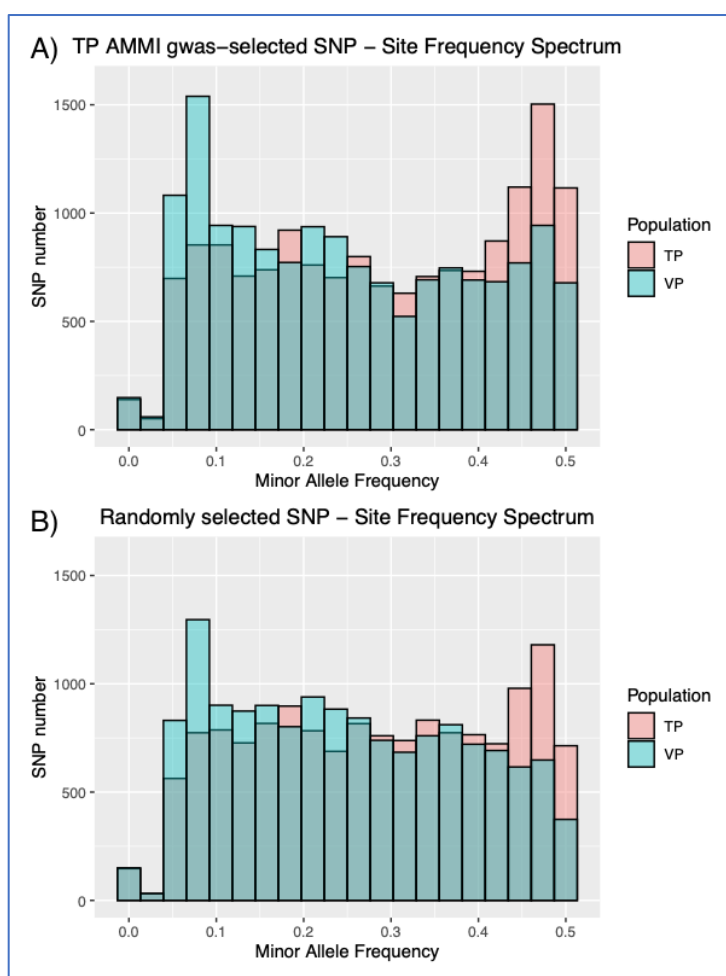 A) TP AMMI gwas−selected SNP − Site Frequency Spectrum
1500
1000
500
0
SNP number
0.0 0.1 0.2 0.3 0.4 0.5
Minor Allele Frequency
Population
TP
VP
B) Randomly selected SNP − Site Frequency Spectrum
1500
1000
500
0
SNP number
0.0 0.1 0.2 0.3 0.4 0.5
Minor Allele Frequency
Population
TP
VP